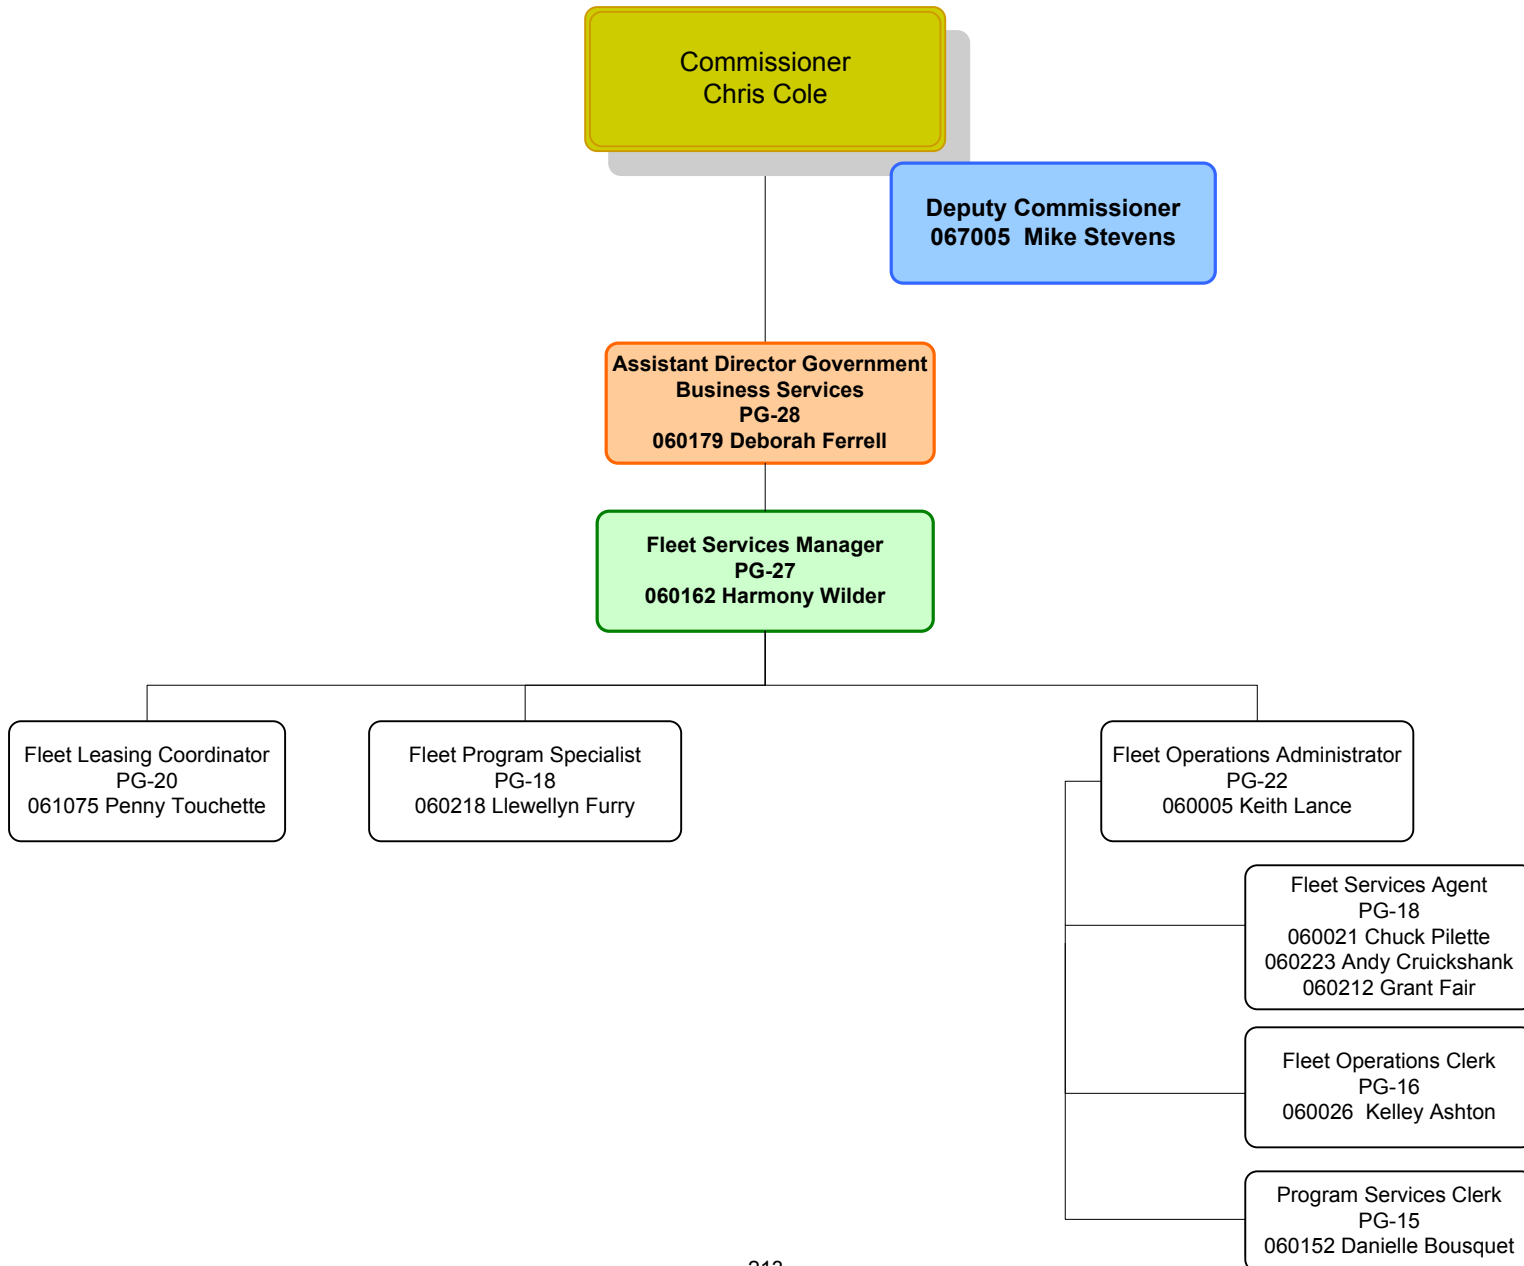 Commissioner
Chris Cole
Deputy Commissioner
067005  Mike Stevens
Assistant Director Government
Business Services
PG-28
060179 Deborah Ferrell
Fleet Services Manager
PG-27
060162 Harmony Wilder
Fleet Leasing Coordinator
PG-20
061075 Penny Touchette
Fleet Program Specialist
PG-18
060218 Llewellyn Furry
Fleet Operations Administrator
PG-22
060005 Keith Lance
Fleet Services Agent
PG-18
060021 Chuck Pilette
060223 Andy Cruickshank
060212 Grant Fair
Fleet Operations Clerk
PG-16
060026  Kelley Ashton
Program Services Clerk
PG-15
060152 Danielle Bousquet
213